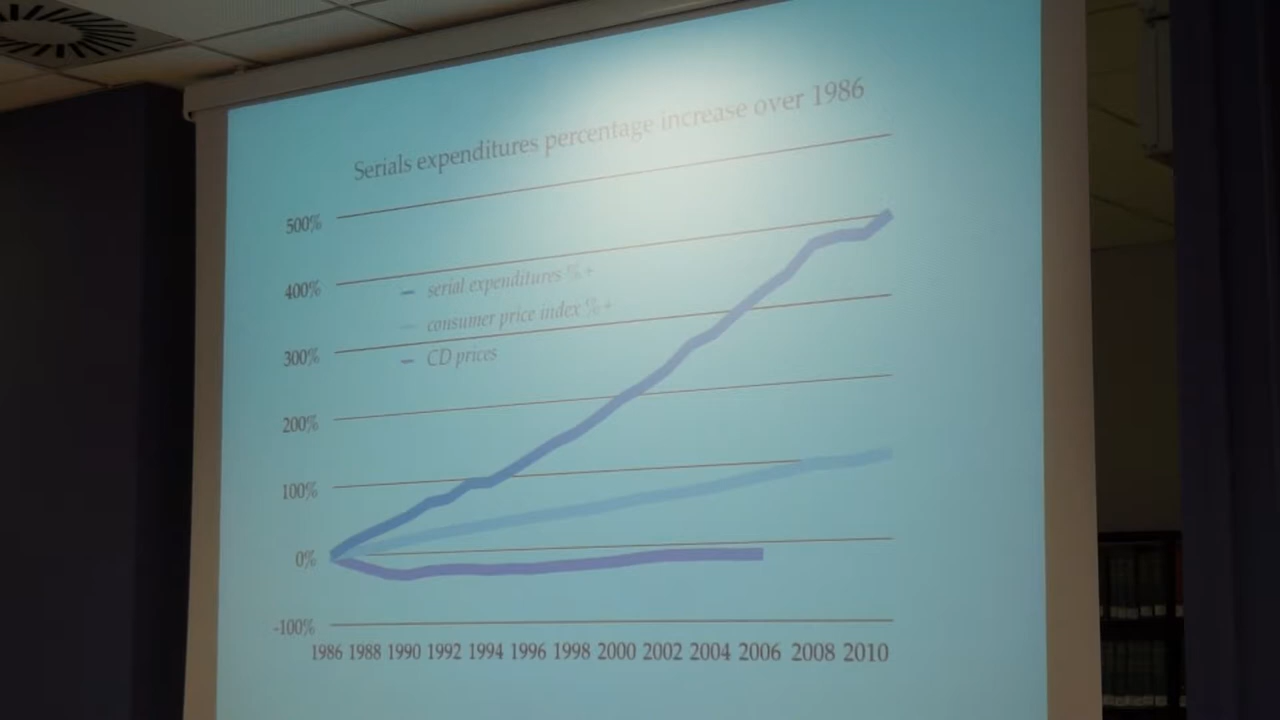 Serials expenditures percentage increase over 1986
500%
400%
serial expenditures % +
consumer price index % +
300%
CD prices
200%
100%
0%
-100%
1986 1988 1990 1992 1994 1996 1998 2000 2002 2004 2006 2008 2010